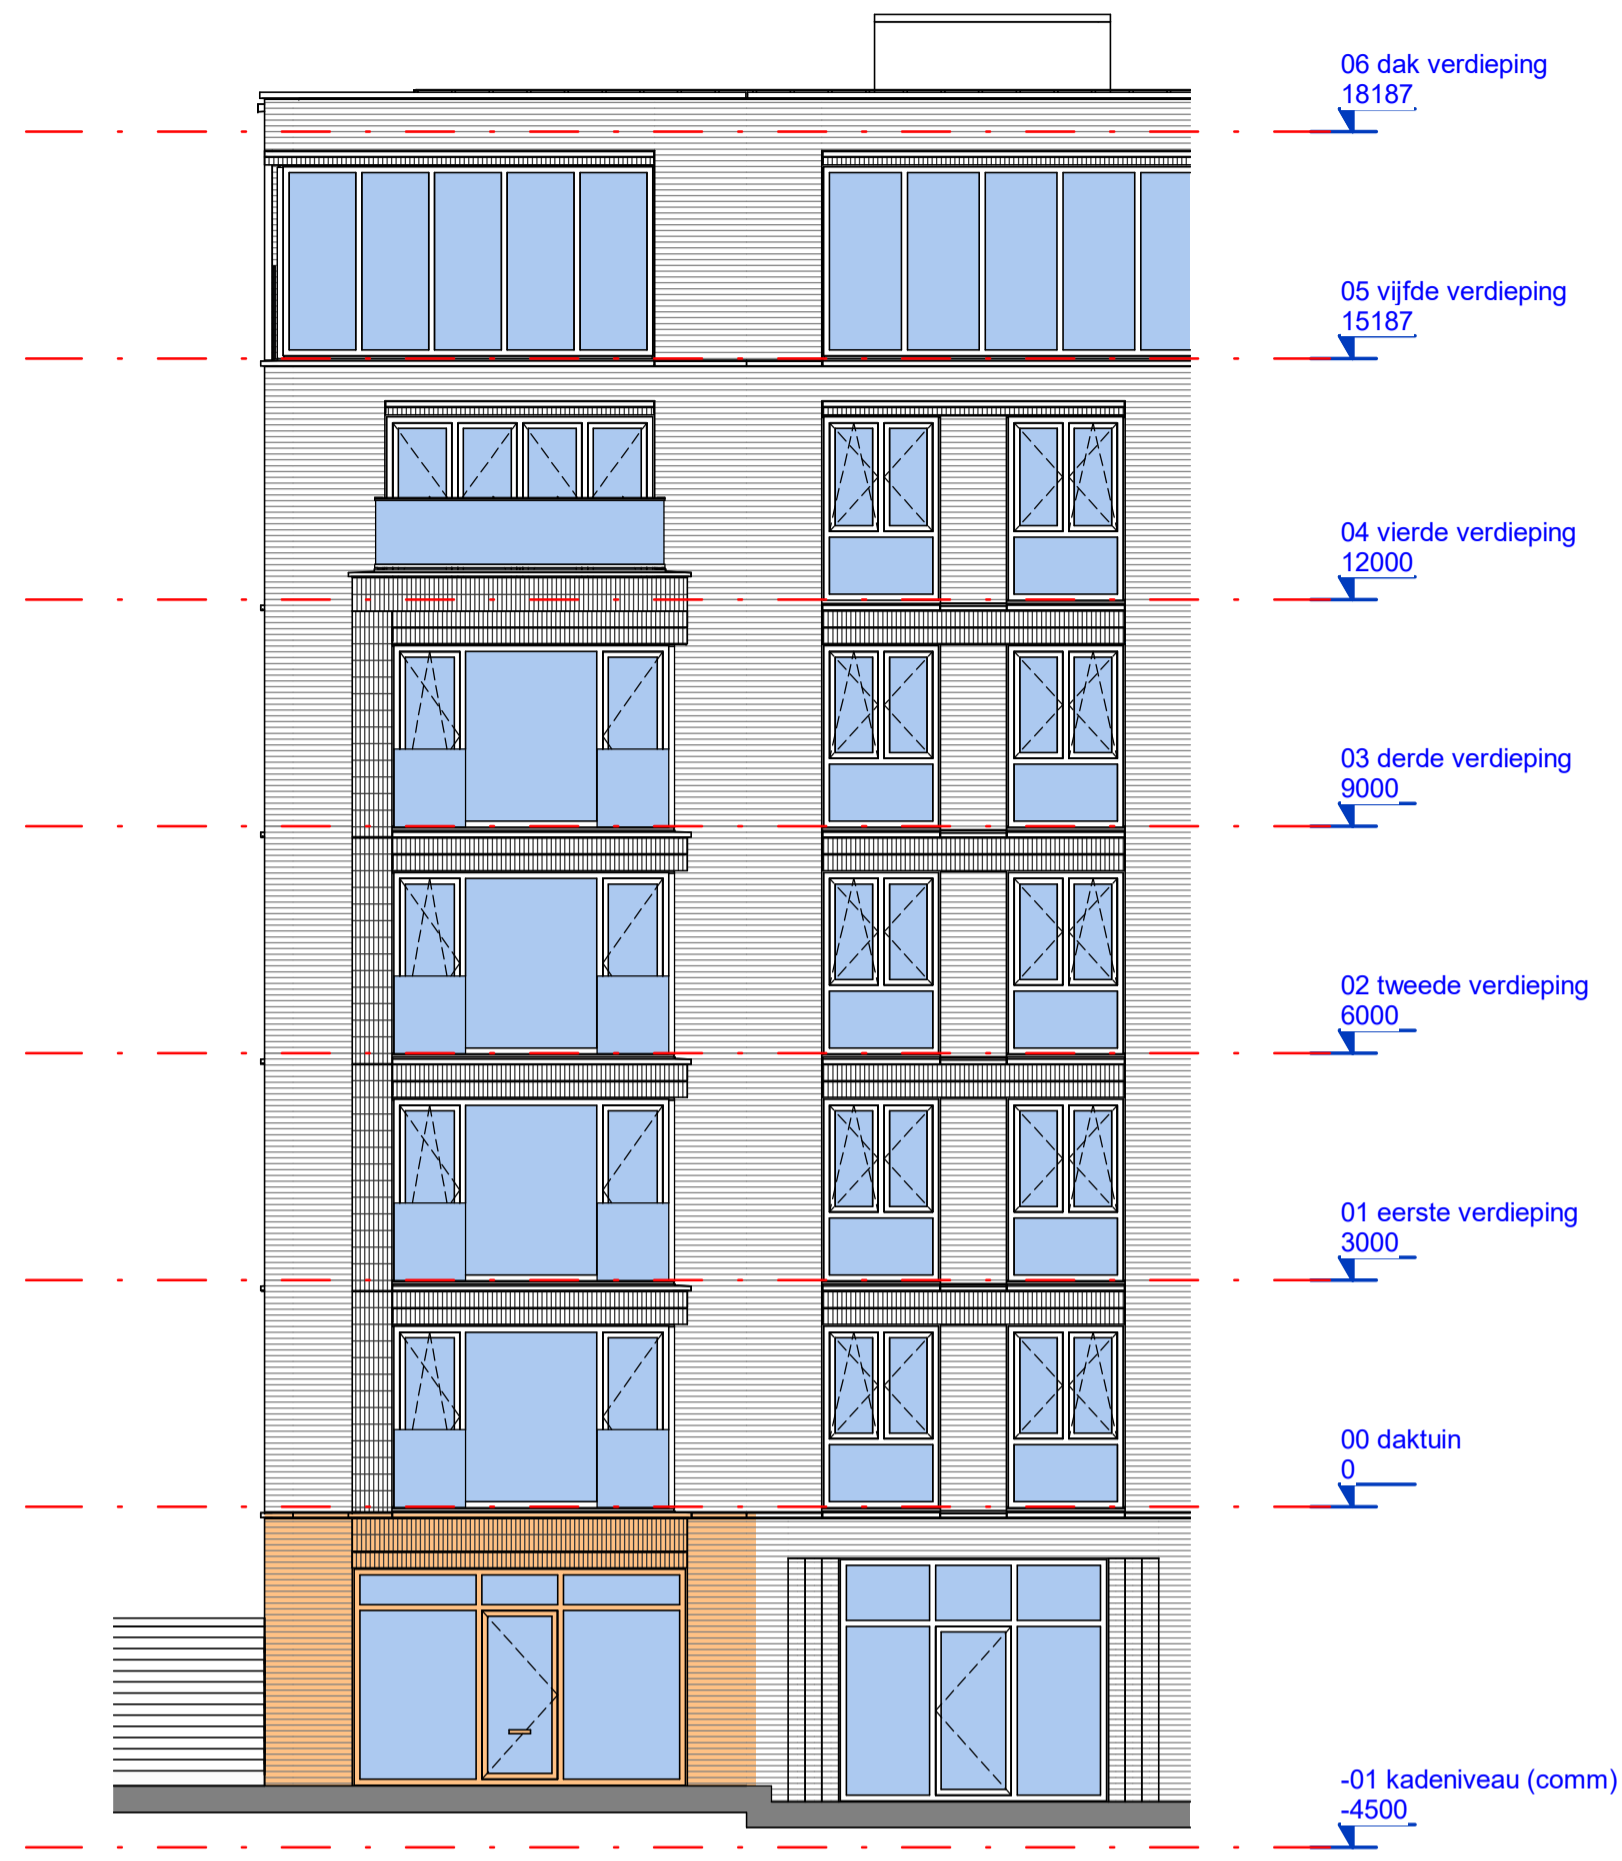 06 dak verdieping
18187
05 vijfde verdieping
15187
04 vierde verdieping
12000
03 derde verdieping
9000
02 tweede verdieping
6000
01 eerste verdieping
3000
00 daktuin
0
-01 kadeniveau (comm)
-4500